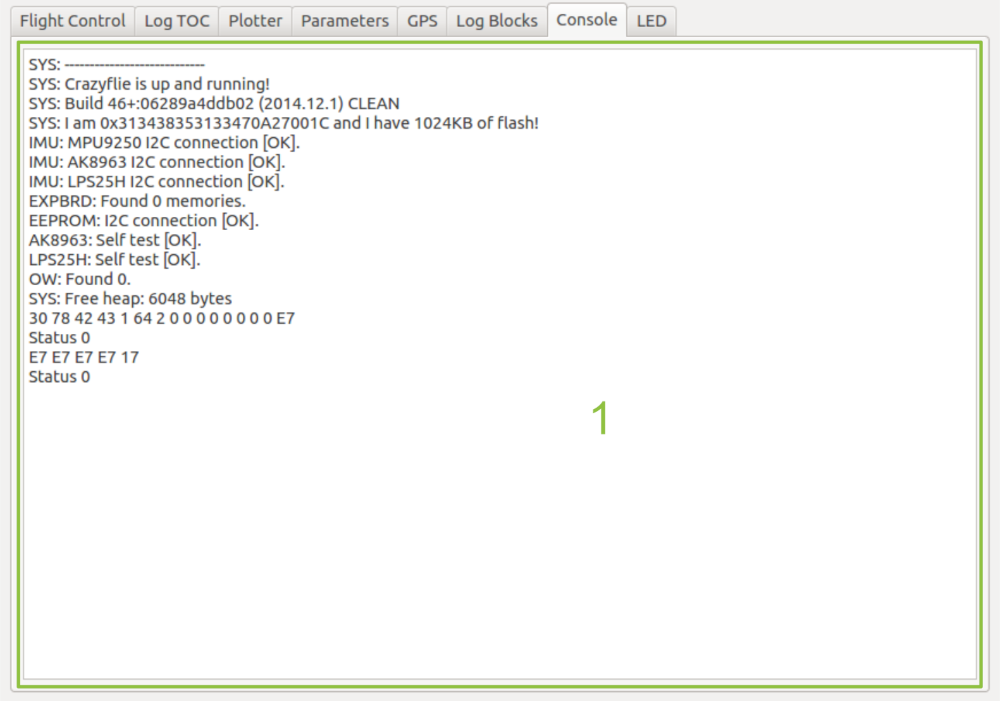 Flight Control Log TOC Plotter Parameters GPS Log Blocks Console LED
SYS: ----------------------------
SYS: Crazyflie is up and running!
SYS: Build 46+:06289a4ddb02 (2014.12.1) CLEAN
SYS: I am 0x313438353133470A27001C and I have 1024KB of flash!
IMU: MPU9250 I2C connection [OK].
IMU: AK8963 I2C connection [OK].
IMU: LPS25H I2C connection [OK].
EXPBRD: Found 0 memories.
EEPROM: I2C connection [OK].
AK8963: Self test [OK].
LPS25H: Self test [OK].
OW: Found 0.
SYS: Free heap: 6048 bytes
30 78 42 43 1 64 2 0 0 0 0 0 0 0 0 E7
Status 0
E7 E7 E7 E7 17
Status 0
1